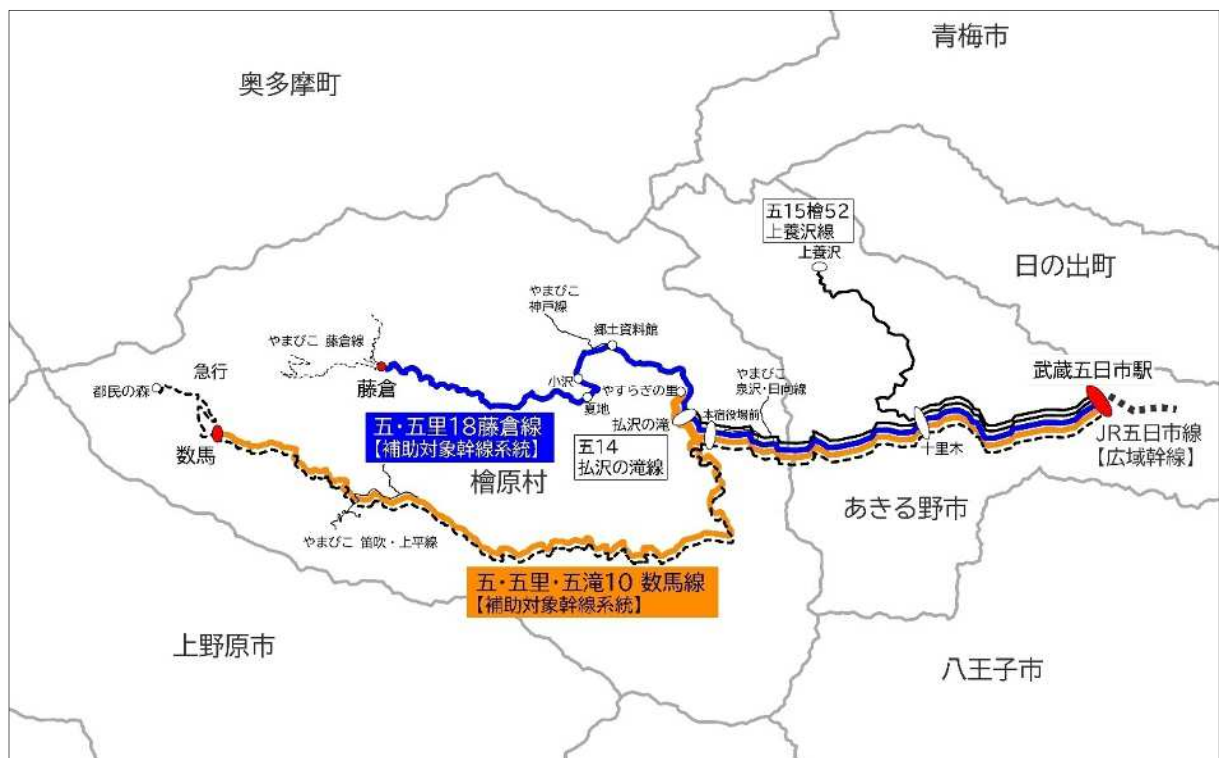 青梅市
奥多摩町
五15檜52
上養沢線
上養沢
日の出町
やまびこ
神戸線
郷土資料館
やまびこ 藤倉線
急行
都民の森
藤倉
小沢
やすらぎの里
夏地
やまびこ
泉沢・日向線
武蔵五日市駅
払沢の滝
本宿役場前
五・五里18藤倉線
【補助対象幹線系統】
数馬
五14
払沢の滝線
十里木
JR五日市線
【広域幹線】
檜原村
あきる野市
やまびこ 笛吹・上平線
五・五里・五滝10 数馬線
【補助対象幹線系統】
上野原市
八王子市